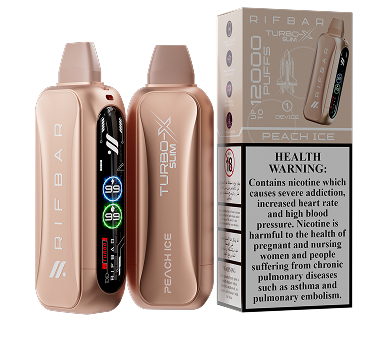 RIFBAR
99
99
TURBO-X
SLIM
PEACH ICE
RIFBAR
TURBO-X
SLIM
UP TO 12000 PUFFS
PEACH ICE
18
HEALTH
WARNING:
Contains nicotine which
causes severe addiction,
increased heart rate
and high blood
pressure. Nicotine is
harmful to the health of
pregnant and nursing
women and people
suffering from chronic
pulmonary diseases
such as asthma and
pulmonary embolism.